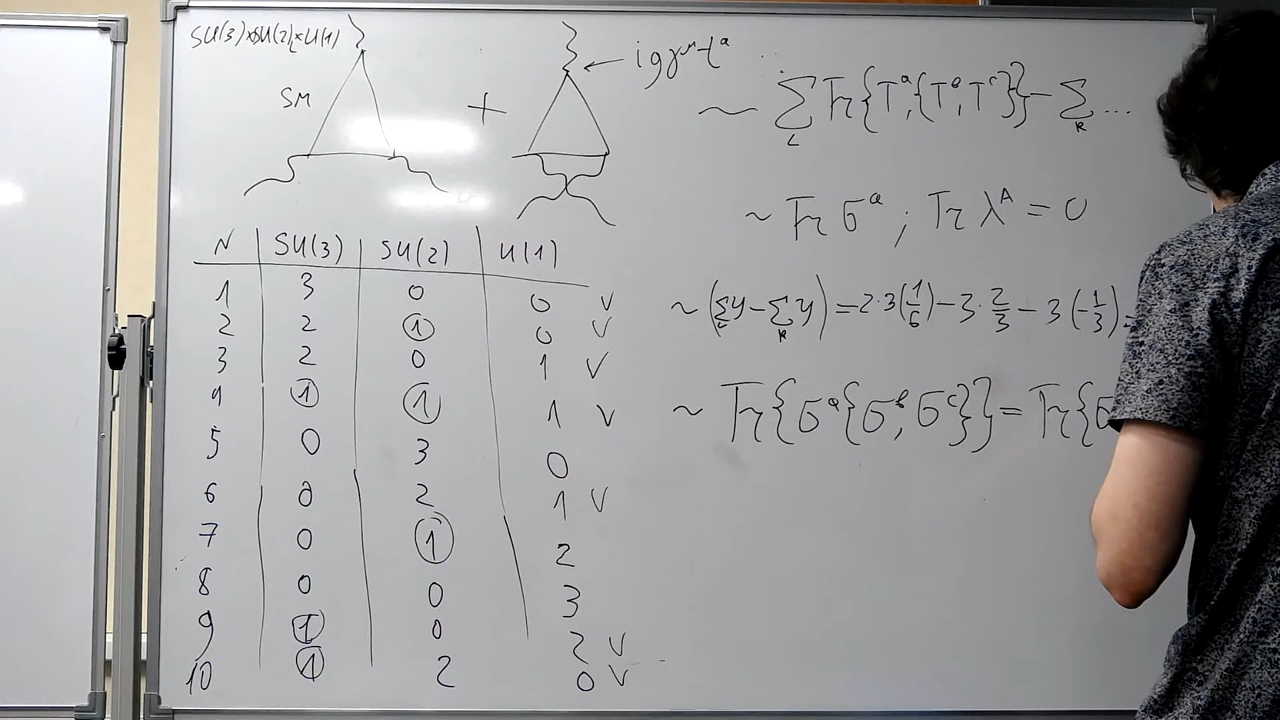 SU(3)×SU(2)_L×U(1)
SM + ← igγ^μ t^a
~ Σ_L Tr{T^a,{T^b,T^c}} - Σ_R ...
~ Tr σ^a ; Tr λ^A = 0
~ (Σ_L y - Σ_R y) = 2·3(1/6) - 3·2/3 - 3(-1/3) =
~ Tr{σ^a{σ^b,σ^c}} = Tr{σ
N | SU(3) | SU(2) | U(1)
1 3 0 0 V
2 2 1 0 V
3 2 0 1 V
4 1 1 1 V
5 0 3 0
6 0 2 1 V
7 0 1 2
8 0 0 3
9 1 0 2 V
10 1 2 0 V